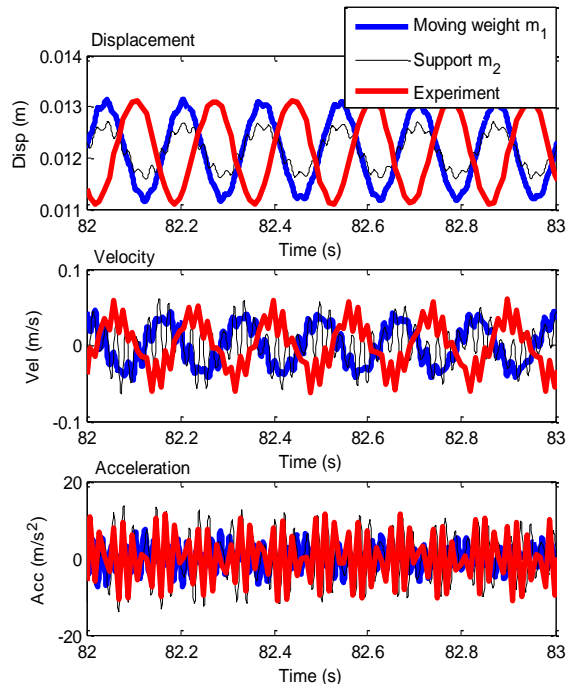 Displacement
Moving weight m1
Support m2
Experiment
0.014
0.013
0.012
0.011
Disp (m)
82 82.2 82.4 82.6 82.8 83
Time (s)
Velocity
0.1
0
-0.1
Vel (m/s)
82 82.2 82.4 82.6 82.8 83
Time (s)
Acceleration
20
0
-20
Acc (m/s2)
82 82.2 82.4 82.6 82.8 83
Time (s)